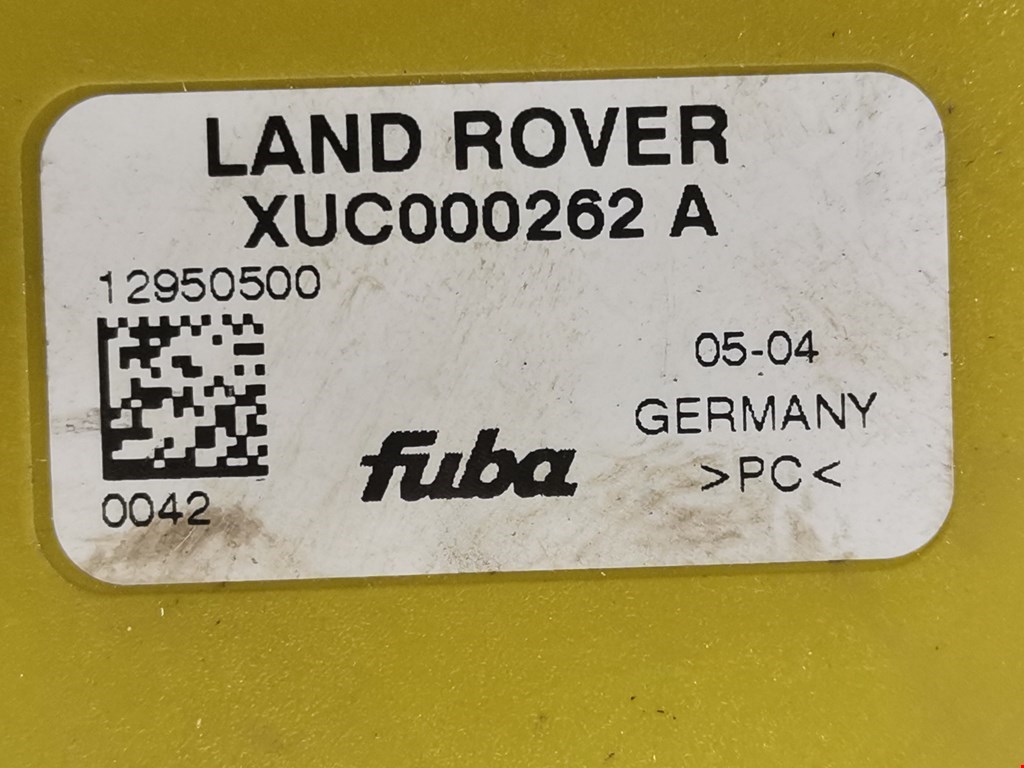 LAND ROVER
XUC000262 A
12950500
05-04
GERMANY
fuba
>PC<
0042